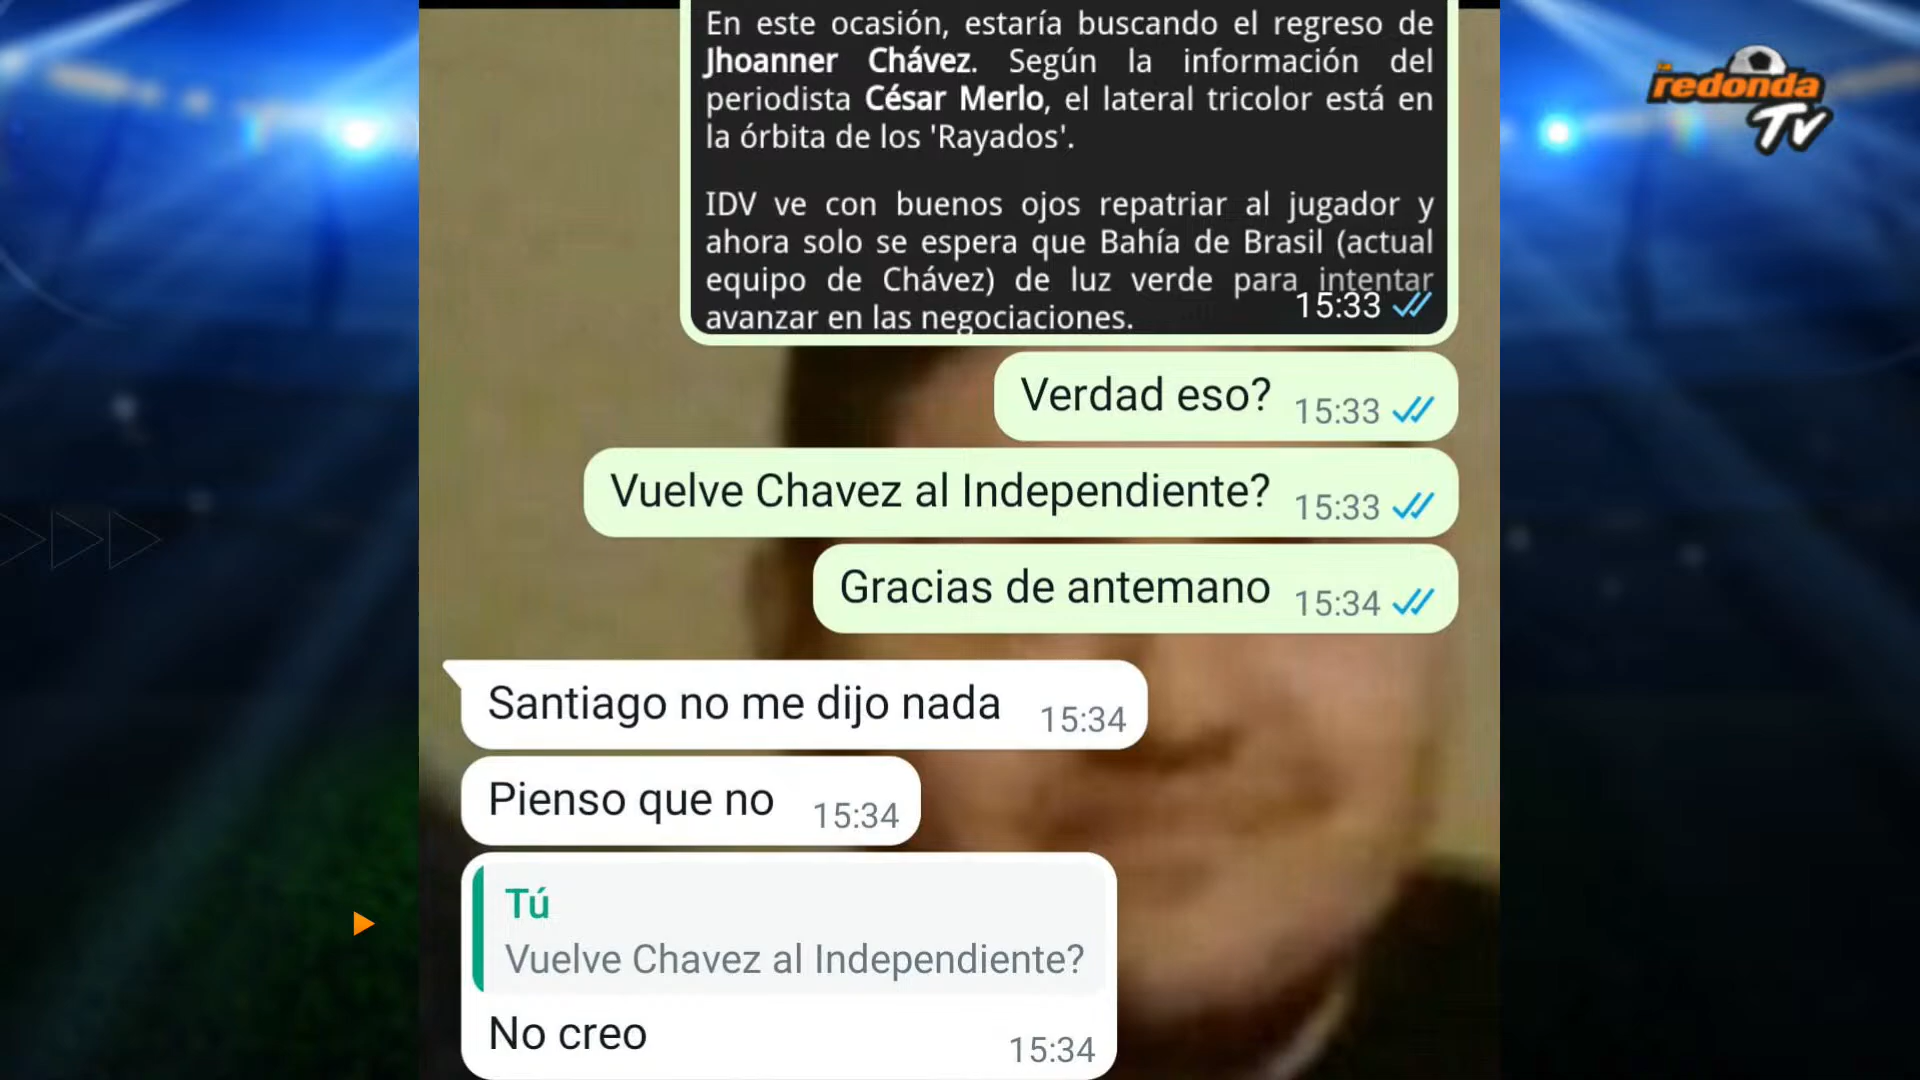 En este ocasión, estaría buscando el regreso de
Jhoanner Chávez. Según la información del
periodista César Merlo, el lateral tricolor está en
la órbita de los 'Rayados'.
IDV ve con buenos ojos repatriar al jugador y
ahora solo se espera que Bahía de Brasil (actual
equipo de Chávez) de luz verde para intentar
avanzar en las negociaciones.
15:33
Verdad eso? 15:33
Vuelve Chavez al Independiente? 15:33
Gracias de antemano 15:34
Santiago no me dijo nada 15:34
Pienso que no 15:34
Tú
Vuelve Chavez al Independiente?
No creo 15:34
la
redonda
Tv